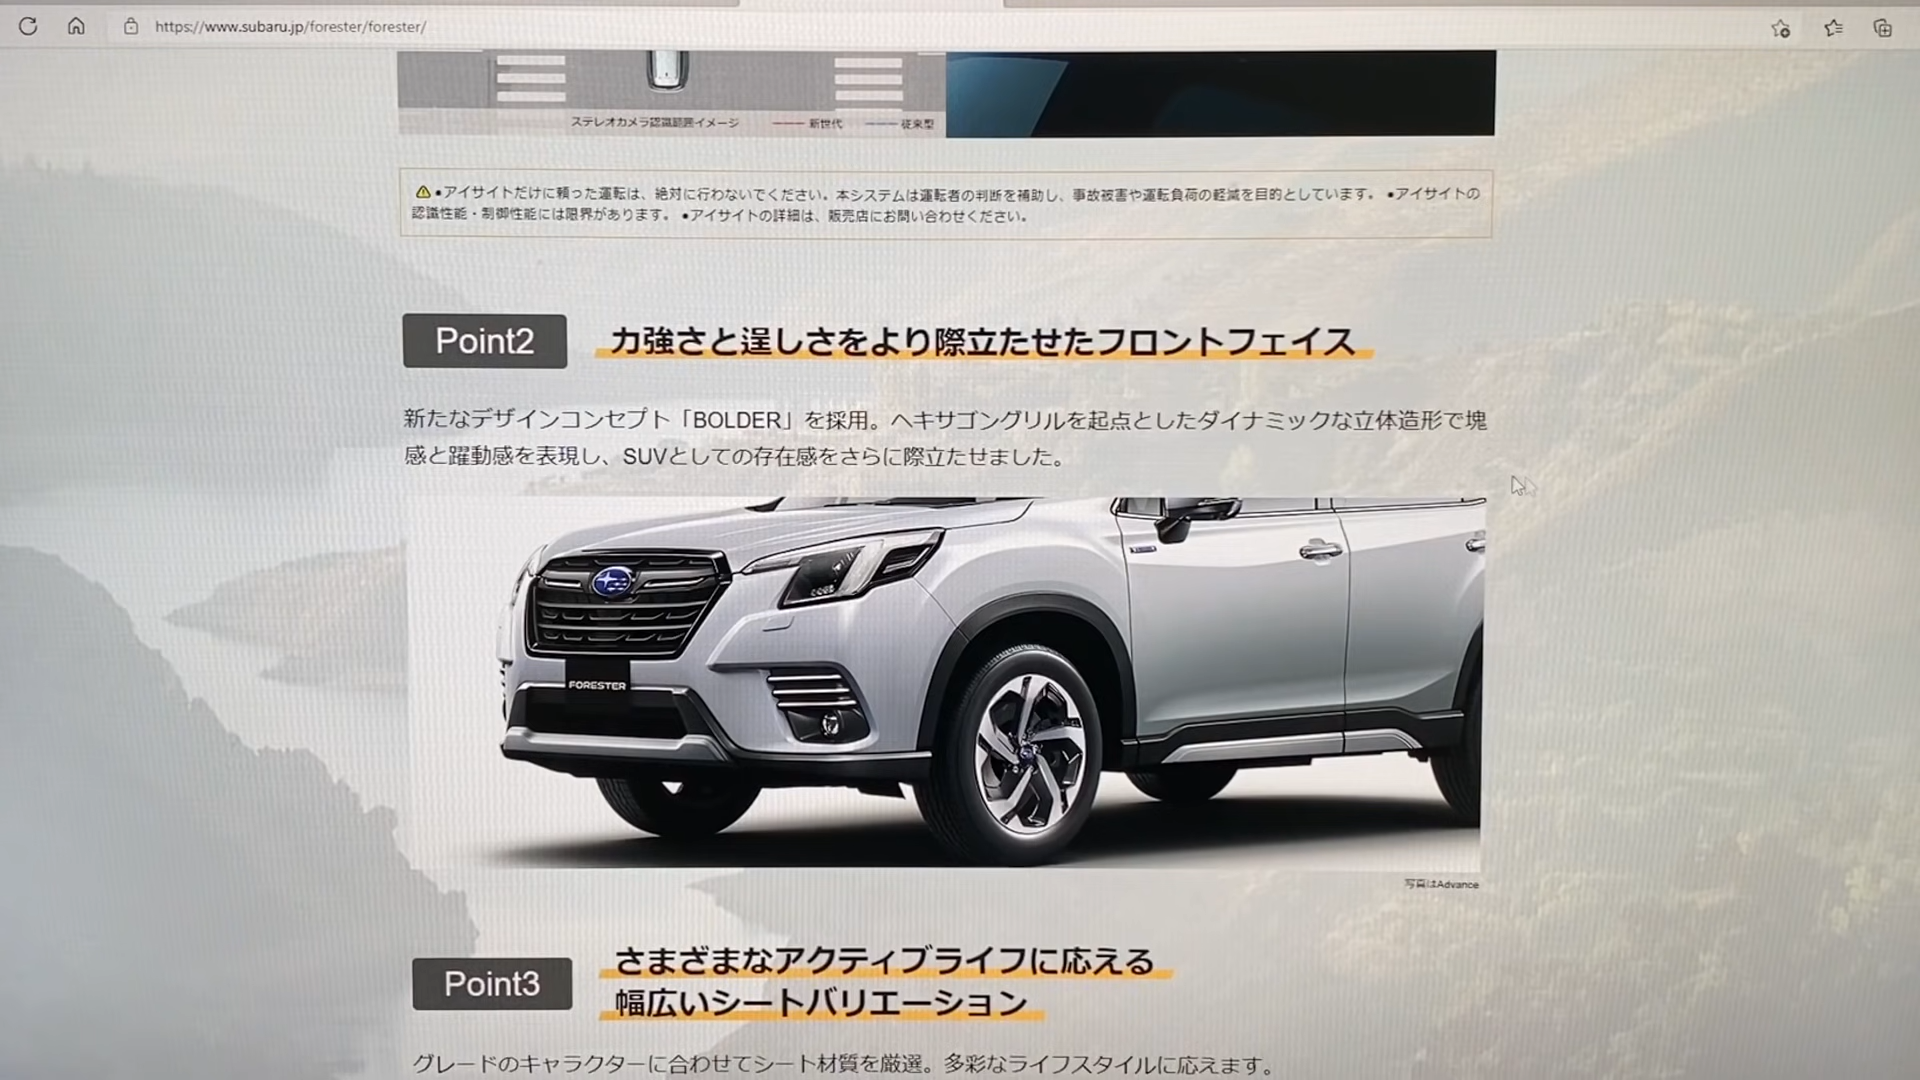 https://www.subaru.jp/forester/forester/
ステレオカメラ認識範囲イメージ 新世代 従来型
●アイサイトだけに頼った運転は、絶対に行わないでください。本システムは運転者の判断を補助し、事故被害や運転負荷の軽減を目的としています。 ●アイサイトの
認識性能・制御性能には限界があります。 ●アイサイトの詳細は、販売店にお問い合わせください。
Point2 力強さと逞しさをより際立たせたフロントフェイス
新たなデザインコンセプト「BOLDER」を採用。ヘキサゴングリルを起点としたダイナミックな立体造形で塊
感と躍動感を表現し、SUVとしての存在感をさらに際立たせました。
FORESTER
写真はAdvance
Point3 さまざまなアクティブライフに応える
幅広いシートバリエーション
グレードのキャラクターに合わせてシート材質を厳選。多彩なライフスタイルに応えます。